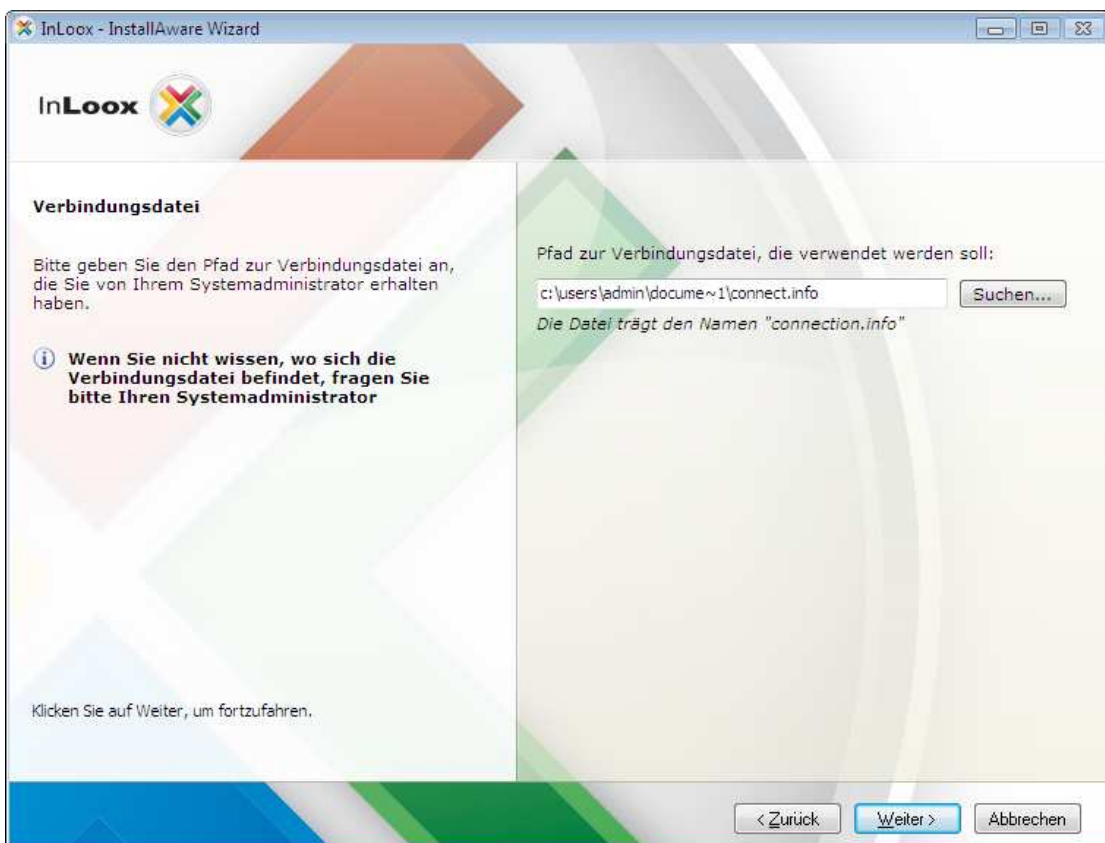 InLoox - InstallAware Wizard
InLoox
Verbindungsdatei
Bitte geben Sie den Pfad zur Verbindungsdatei an,
die Sie von Ihrem Systemadministrator erhalten
haben.
Wenn Sie nicht wissen, wo sich die
Verbindungsdatei befindet, fragen Sie
bitte Ihren Systemadministrator
Klicken Sie auf Weiter, um fortzufahren.
Pfad zur Verbindungsdatei, die verwendet werden soll:
c:\users\admin\docume~1\connect.info
Suchen...
Die Datei trägt den Namen "connection.info"
< Zurück
Weiter >
Abbrechen